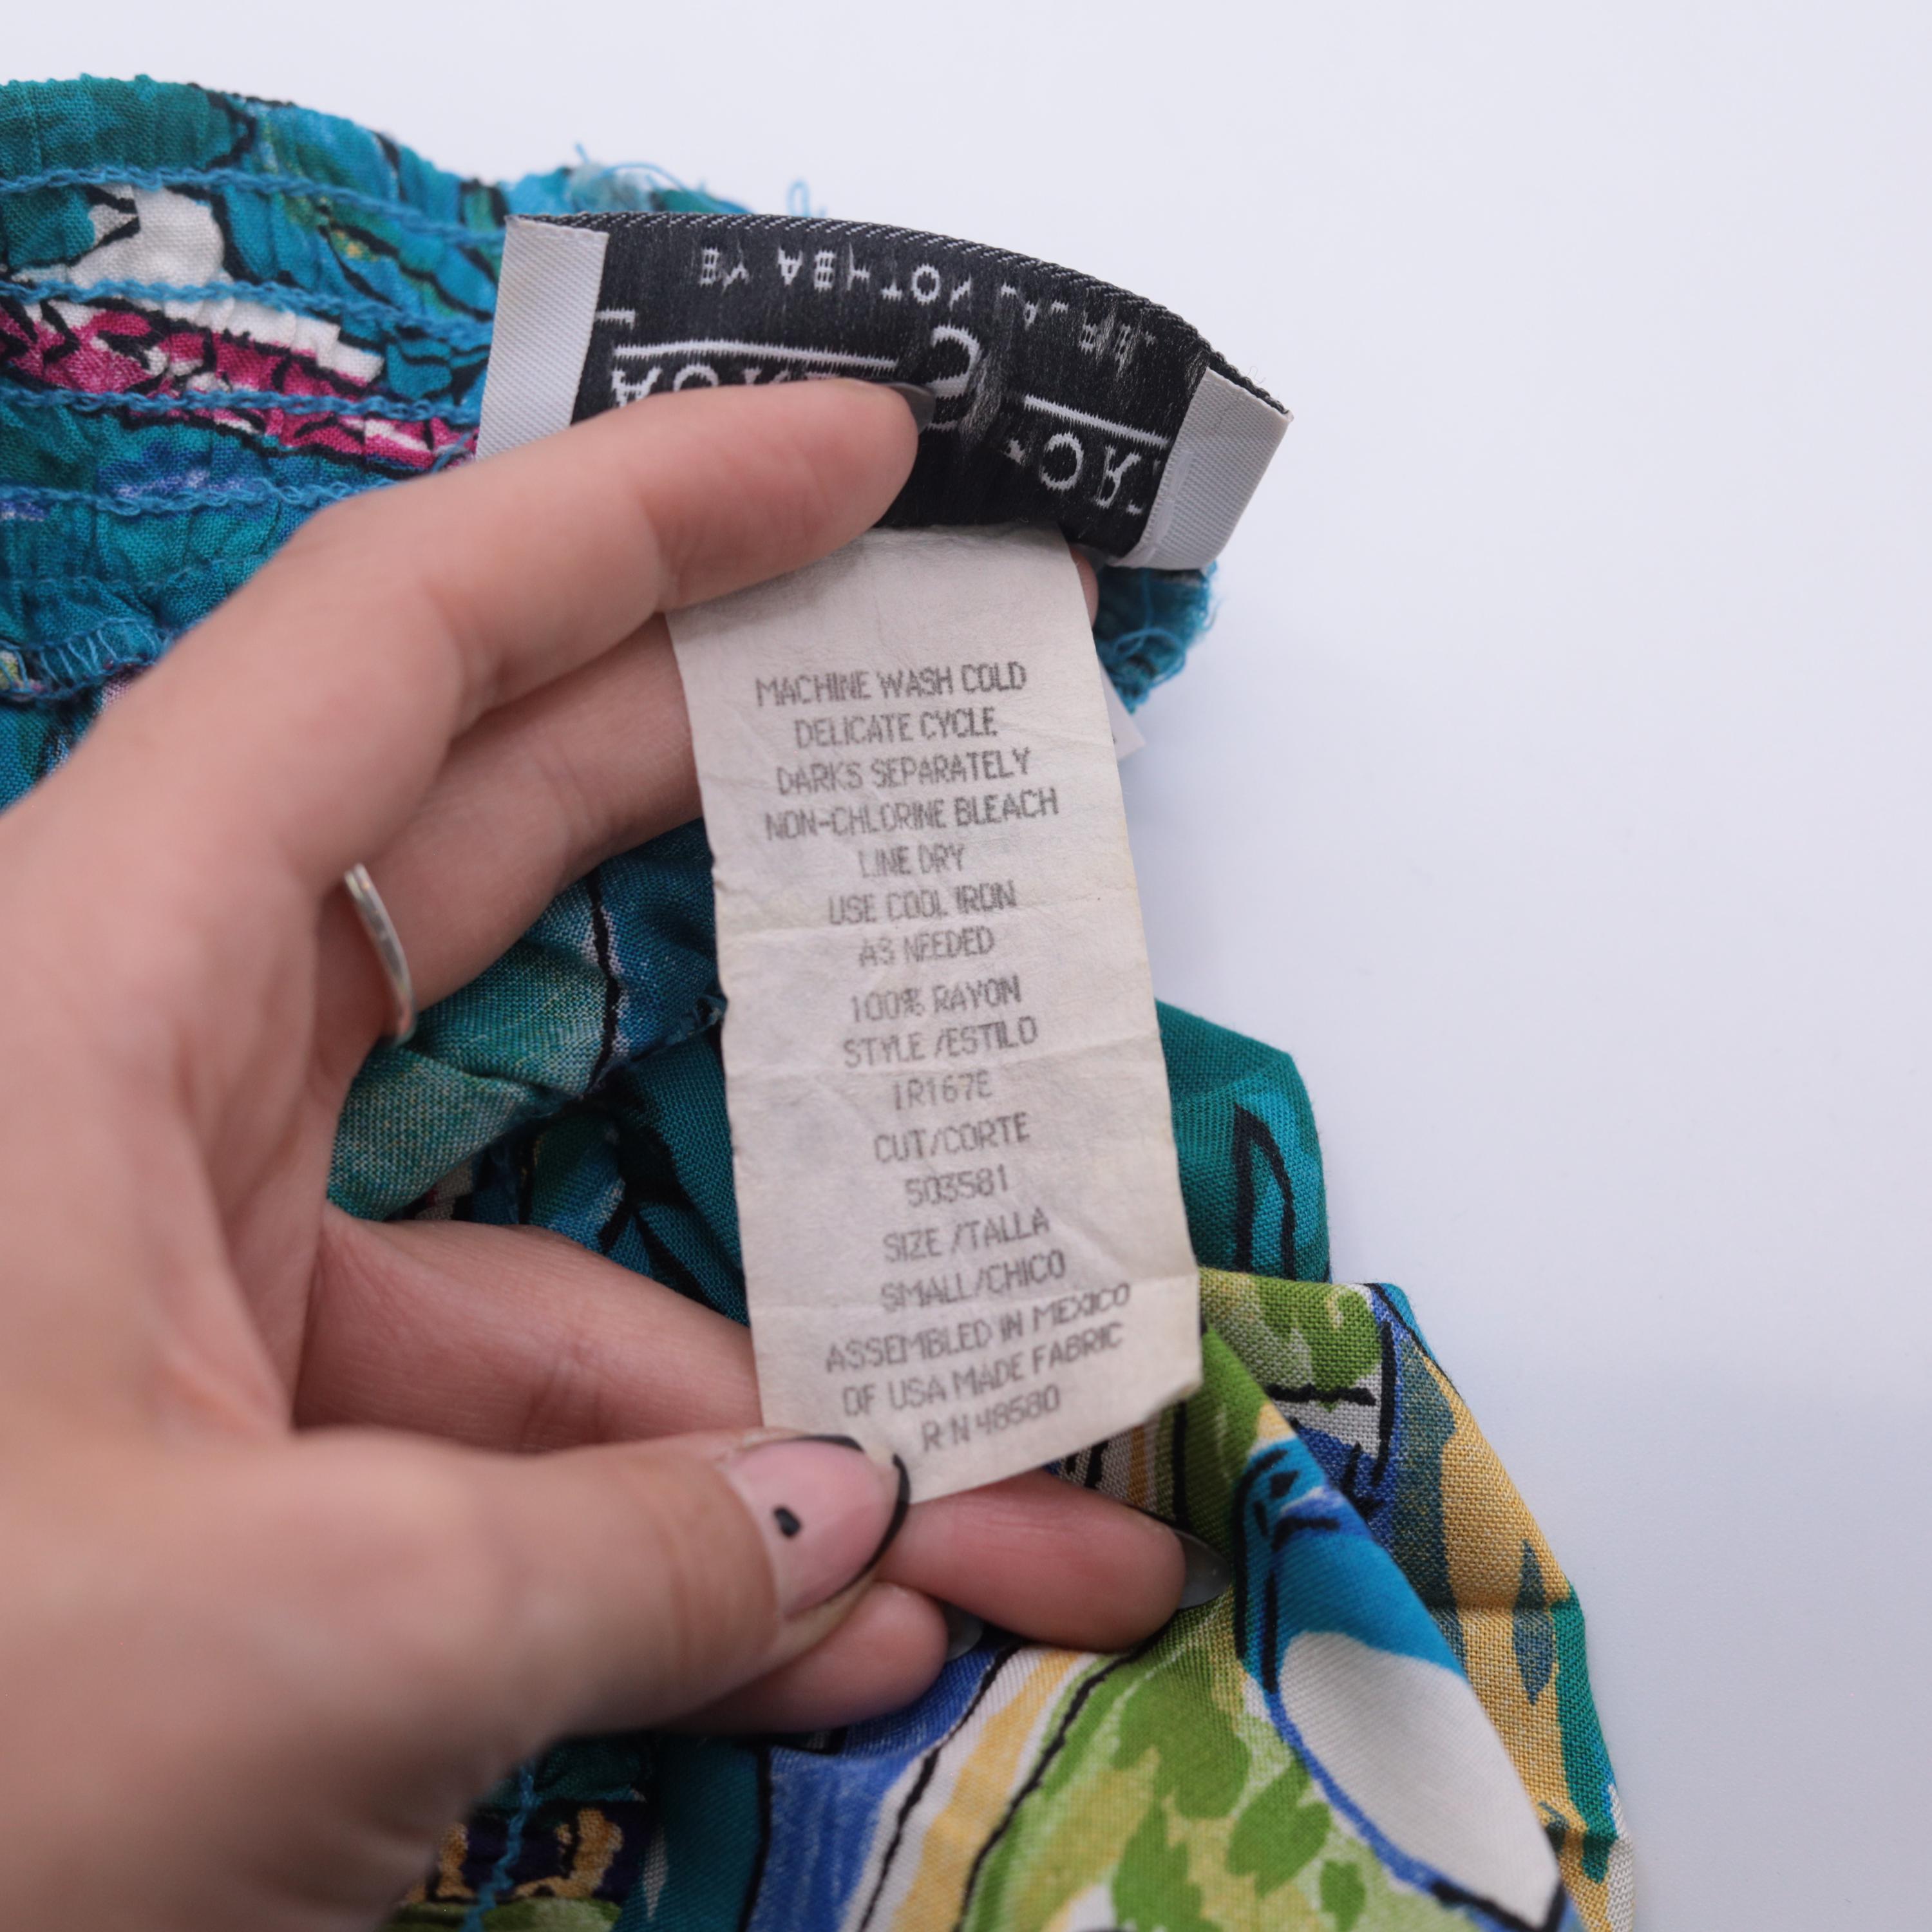 MACHINE WASH COLD
DELICATE CYCLE
DARKS SEPARATELY
NON-CHLORINE BLEACH
LINE DRY
USE COOL IRON
AS NEEDED
100% RAYON
STYLE/ESTILO
1R167E
CUT/CORTE
503581
SIZE/TALLA
SMALL/CHICO
ASSEMBLED IN MEXICO
OF USA MADE FABRIC
RN 48580